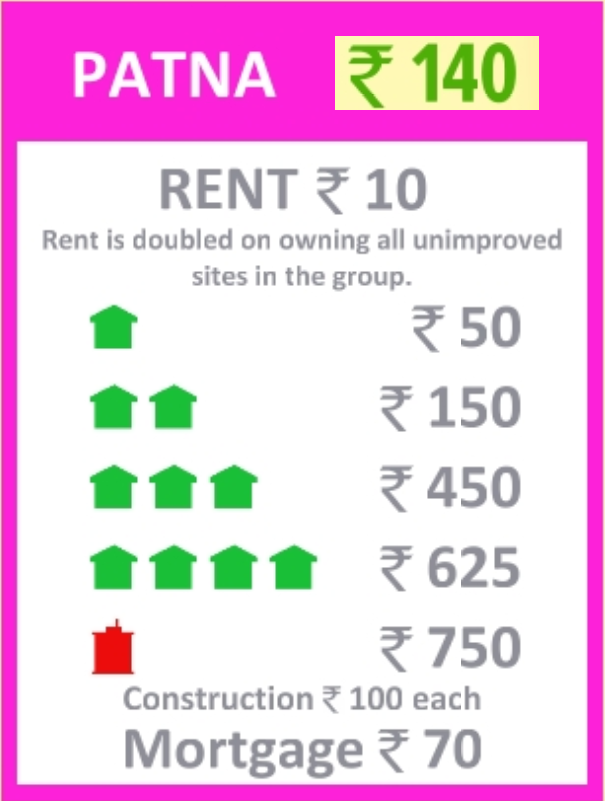 PATNA ₹ 140
RENT ₹ 10
Rent is doubled on owning all unimproved
sites in the group.
₹ 50
₹ 150
₹ 450
₹ 625
₹ 750
Construction ₹ 100 each
Mortgage ₹ 70